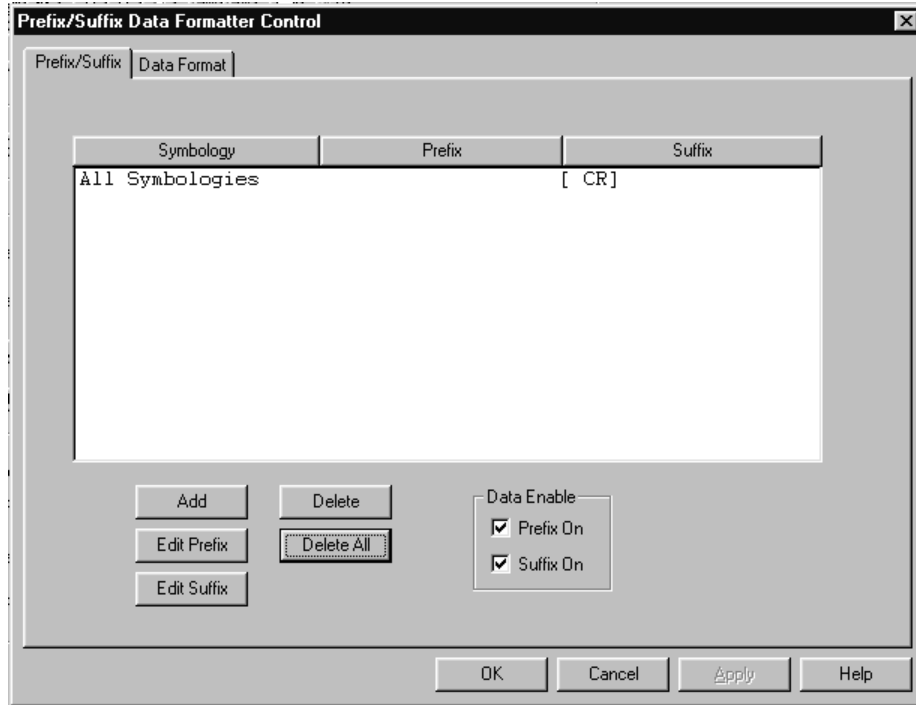 Prefix/Suffix Data Formatter Control
Prefix/Suffix Data Format
Symbology Prefix Suffix
All Symbologies [ CR]
Add Delete Data Enable
Prefix On
Edit Prefix Delete All
Suffix On
Edit Suffix
OK Cancel Apply Help